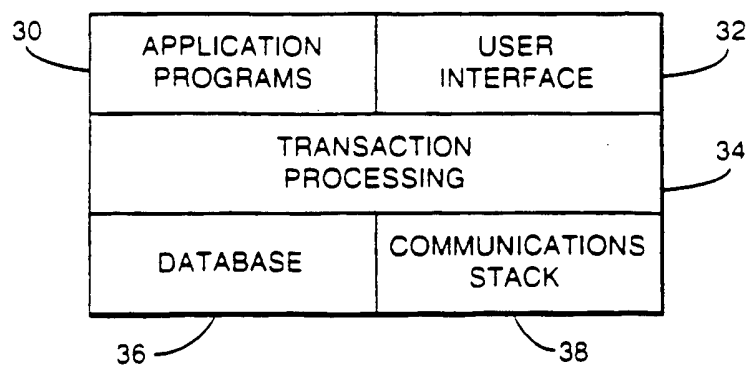 30
APPLICATION
PROGRAMS
USER
INTERFACE
32
TRANSACTION
PROCESSING
34
DATABASE
COMMUNICATIONS
STACK
36
38